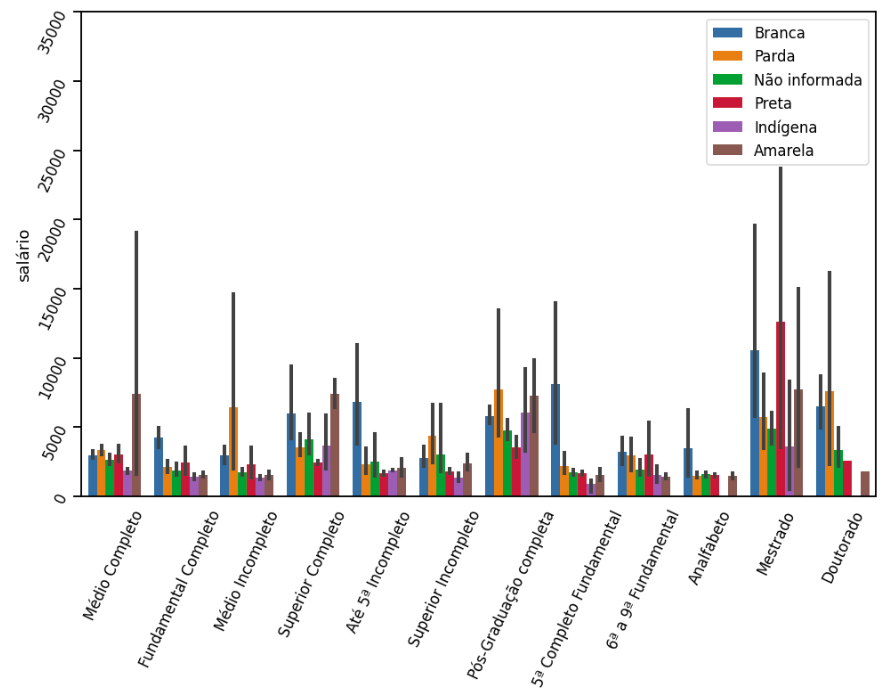 35000
30000
25000
20000
15000
10000
5000
0
salário
Branca
Parda
Não informada
Preta
Indígena
Amarela
Médio Completo
Fundamental Completo
Médio Incompleto
Superior Completo
Até 5ª Incompleto
Superior Incompleto
Pós-Graduação completa
5ª Completo Fundamental
6ª a 9ª Fundamental
Analfabeto
Mestrado
Doutorado